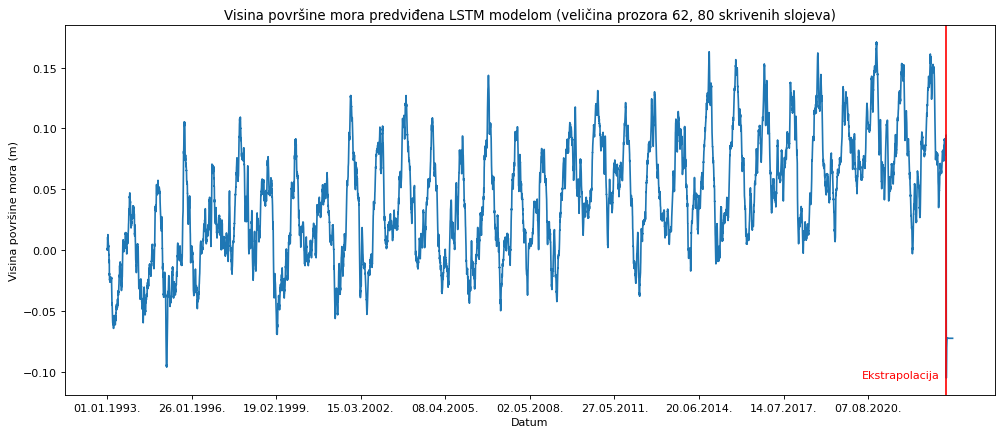 Visina površine mora predviđena LSTM modelom (veličina prozora 62, 80 skrivenih slojeva)
Visina površine mora (m)
0.15
0.10
0.05
0.00
−0.05
−0.10
Ekstrapolacija
01.01.1993. 26.01.1996. 19.02.1999. 15.03.2002. 08.04.2005. 02.05.2008. 27.05.2011. 20.06.2014. 14.07.2017. 07.08.2020.
Datum